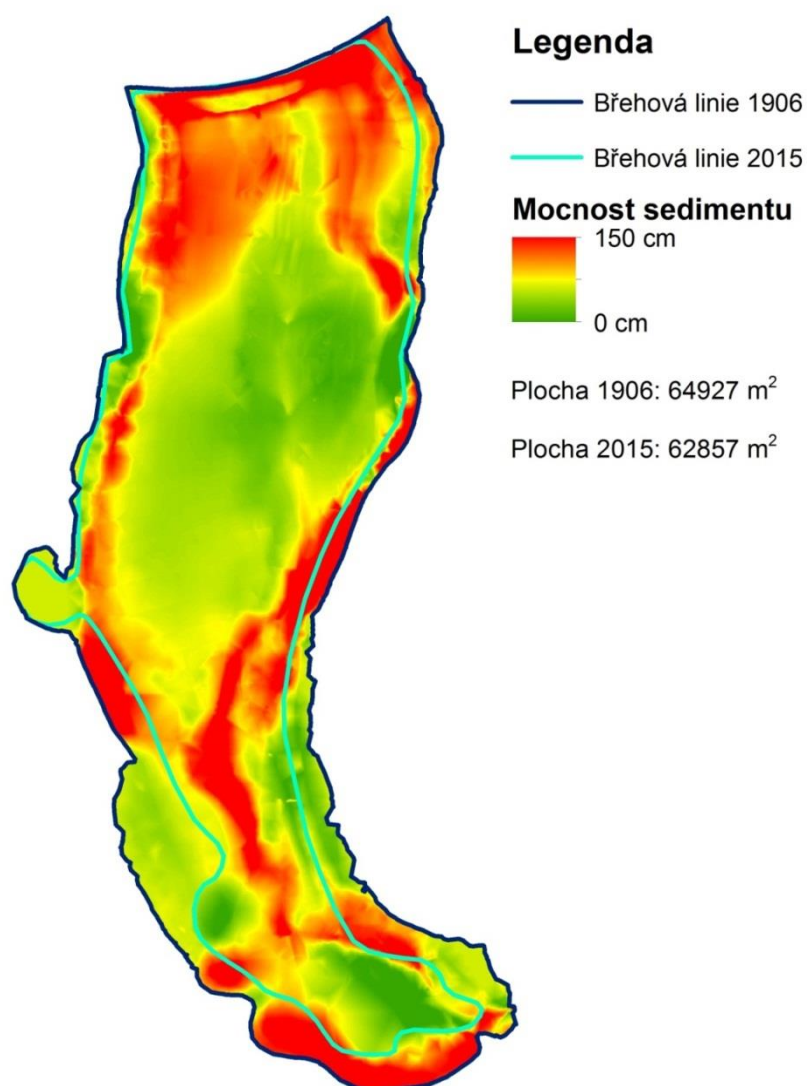 Legenda
Břehová linie 1906
Břehová linie 2015
Mocnost sedimentu
150 cm
0 cm
Plocha 1906: 64927 m²
Plocha 2015: 62857 m²